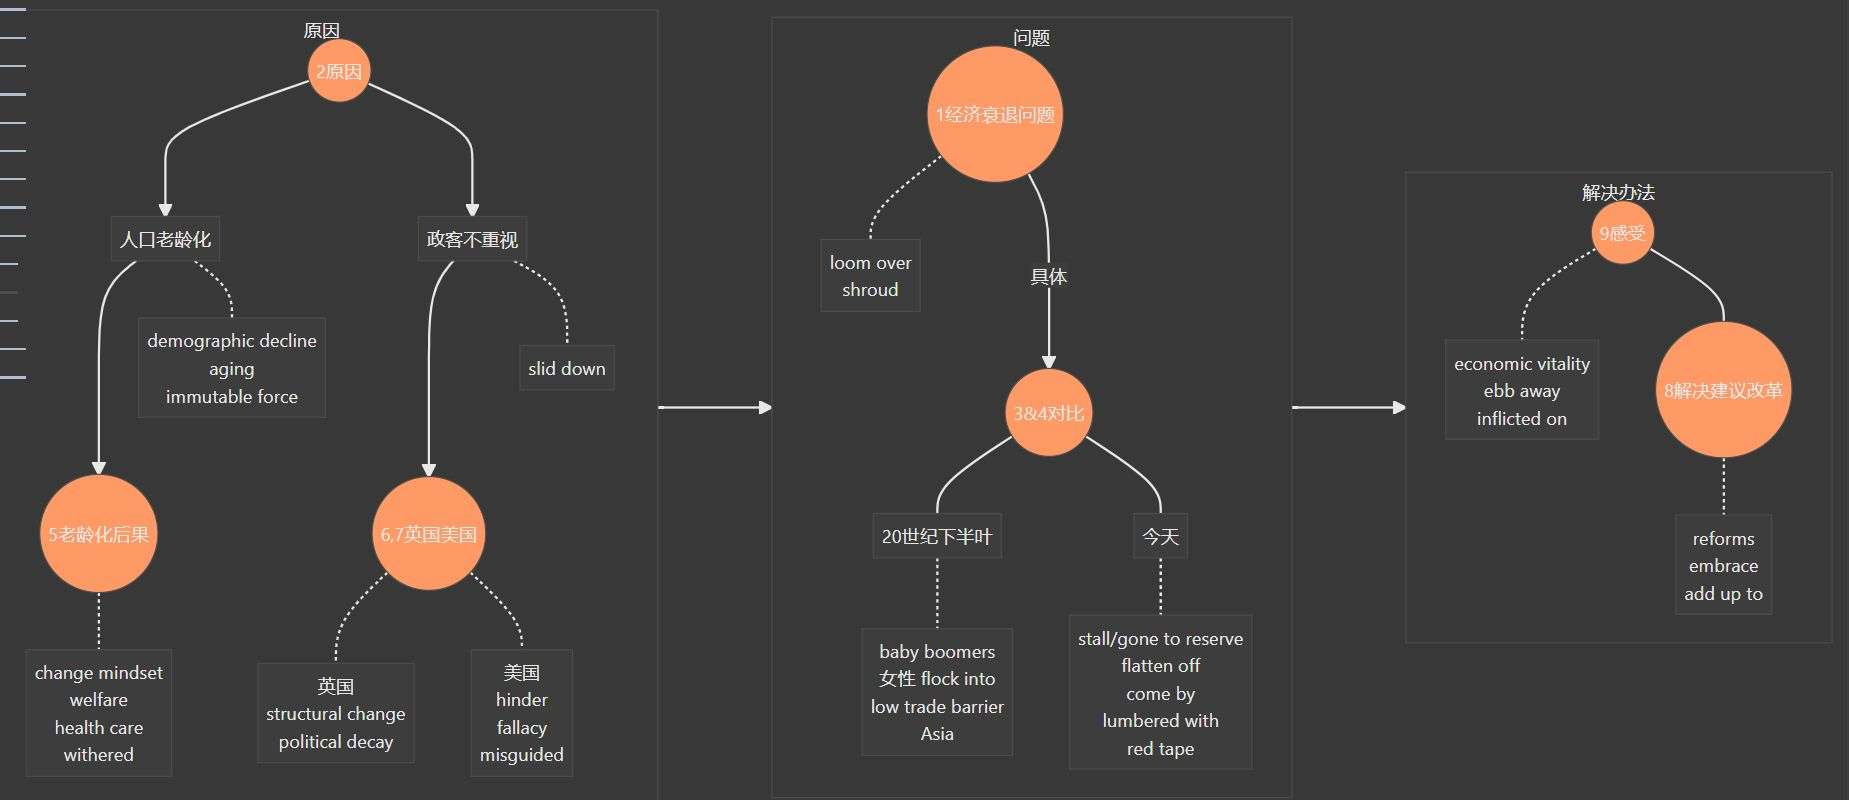 原因
2原因
人口老龄化
政客不重视
demographic decline
aging
immutable force
slid down
5老龄化后果
6,7英国美国
change mindset
welfare
health care
withered
英国
structural change
political decay
美国
hinder
fallacy
misguided
问题
1经济衰退问题
loom over
shroud
具体
3&4对比
20世纪下半叶
今天
baby boomers
女性 flock into
low trade barrier
Asia
stall/gone to reserve
flatten off
come by
lumbered with
red tape
解决办法
9感受
economic vitality
ebb away
inflicted on
8解决建议改革
reforms
embrace
add up to